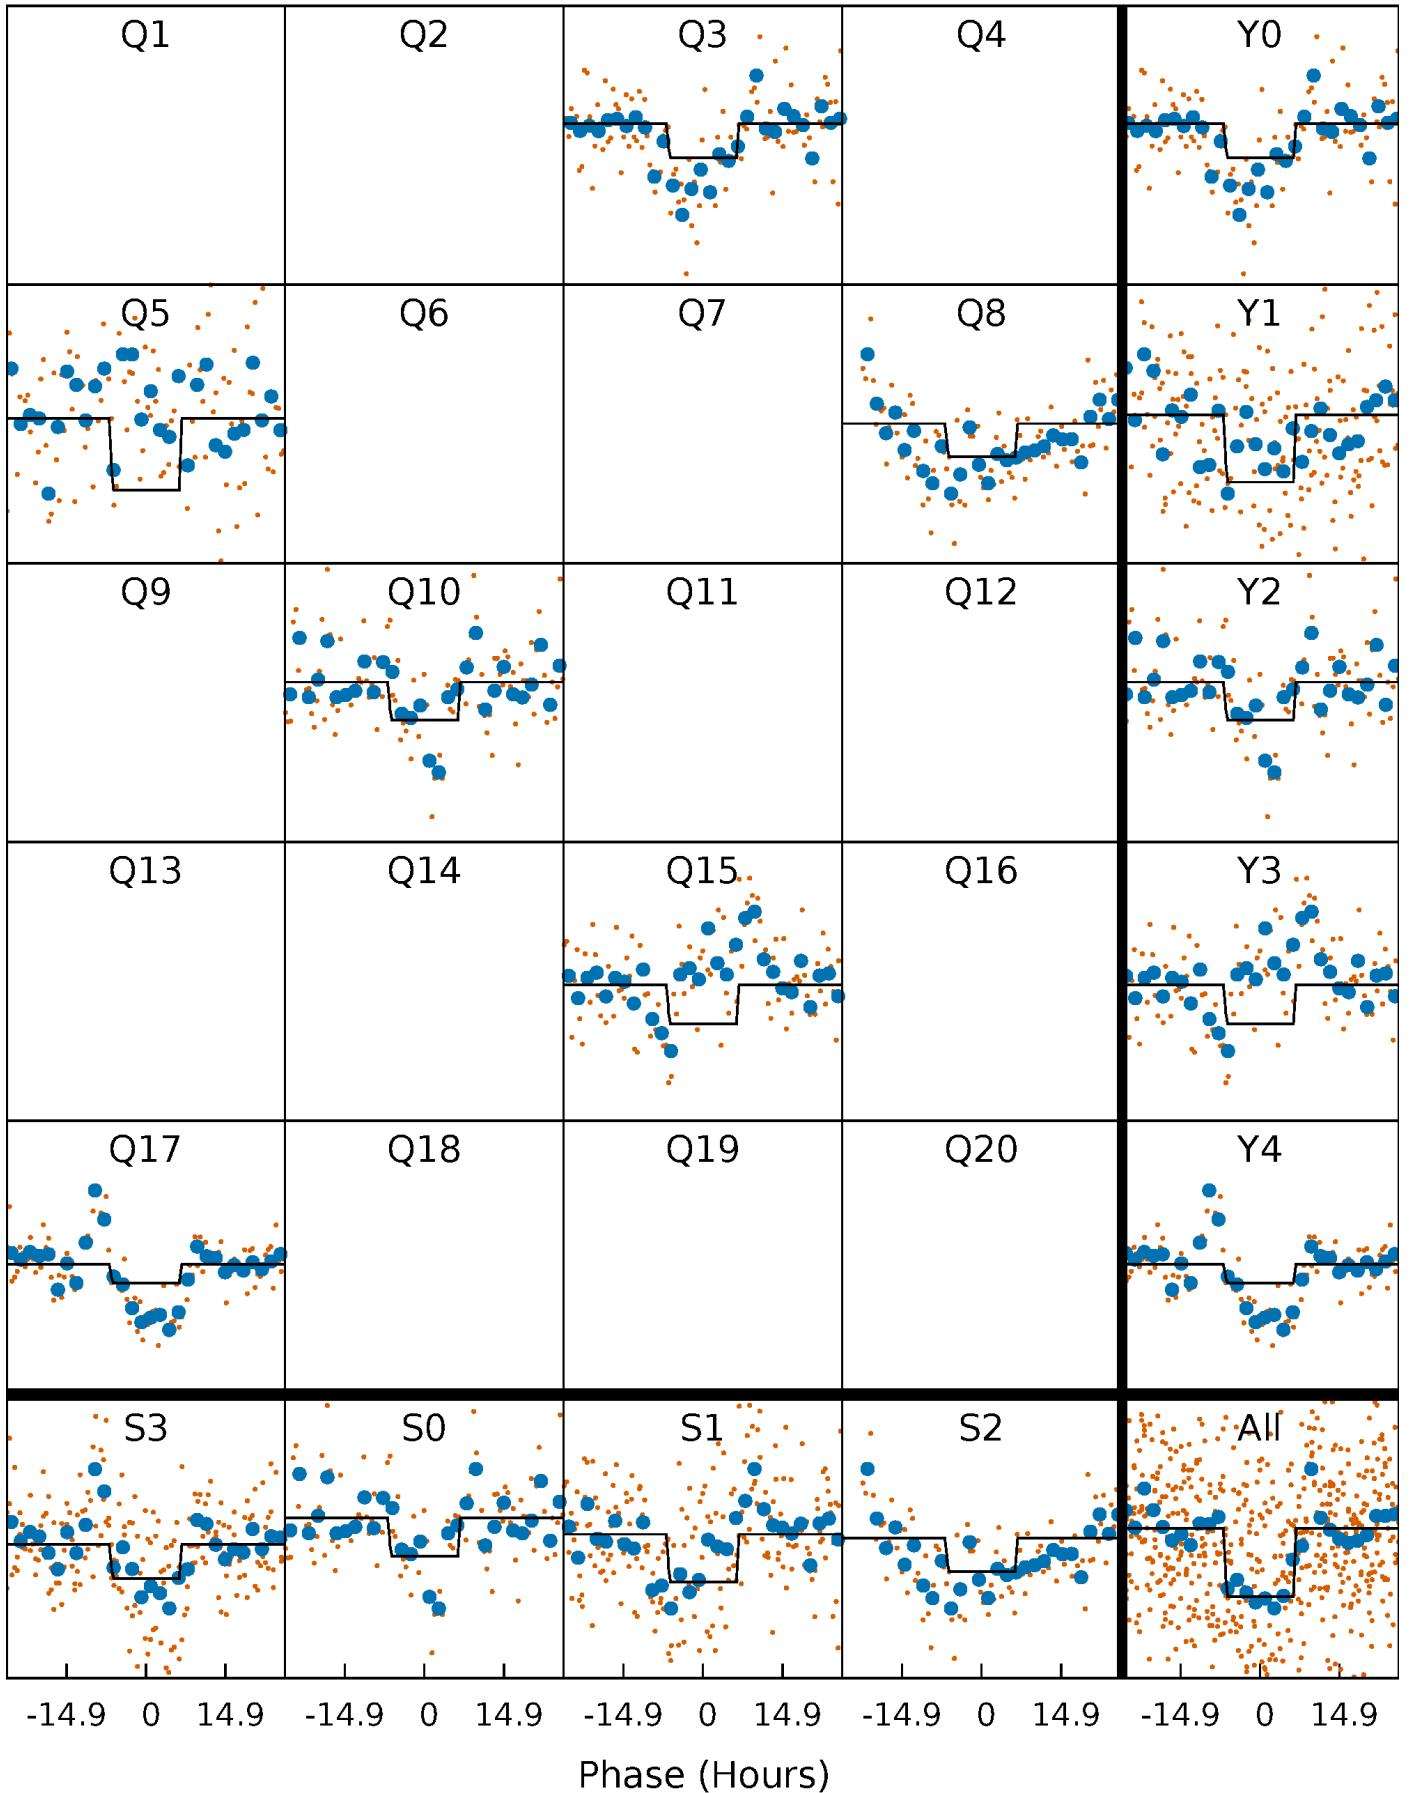 Q1 Q2 Q3 Q4 Y0
Q5 Q6 Q7 Q8 Y1
Q9 Q10 Q11 Q12 Y2
Q13 Q14 Q15 Q16 Y3
Q17 Q18 Q19 Q20 Y4
S3 S0 S1 S2 All
-14.9 0 14.9 -14.9 0 14.9 -14.9 0 14.9 -14.9 0 14.9 -14.9 0 14.9
Phase (Hours)